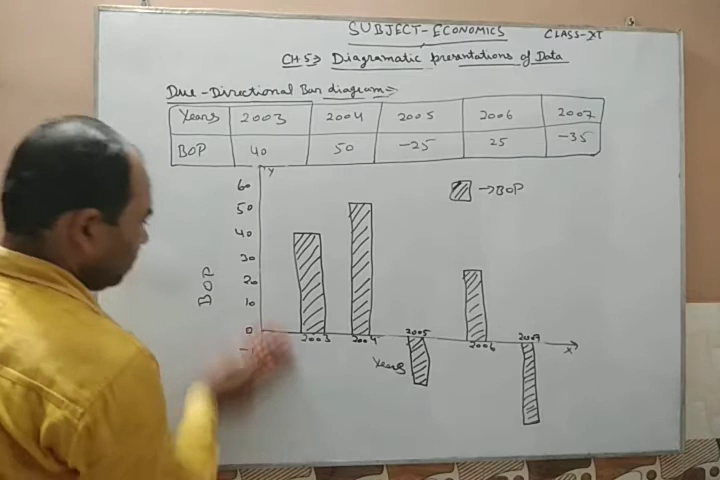 SUBJECT-ECONOMICS CLASS-XI
CH 5⇒ Diagramatic presentations of Data
Due-Directional Bar diagram:-
Years 2003 2004 2005 2006 2007
BOP 40 50 -25 25 -35
Y
60
→BOP
50
40
30
20
BOP
10
0
2003 2004 2005 2006 2007
X
Years